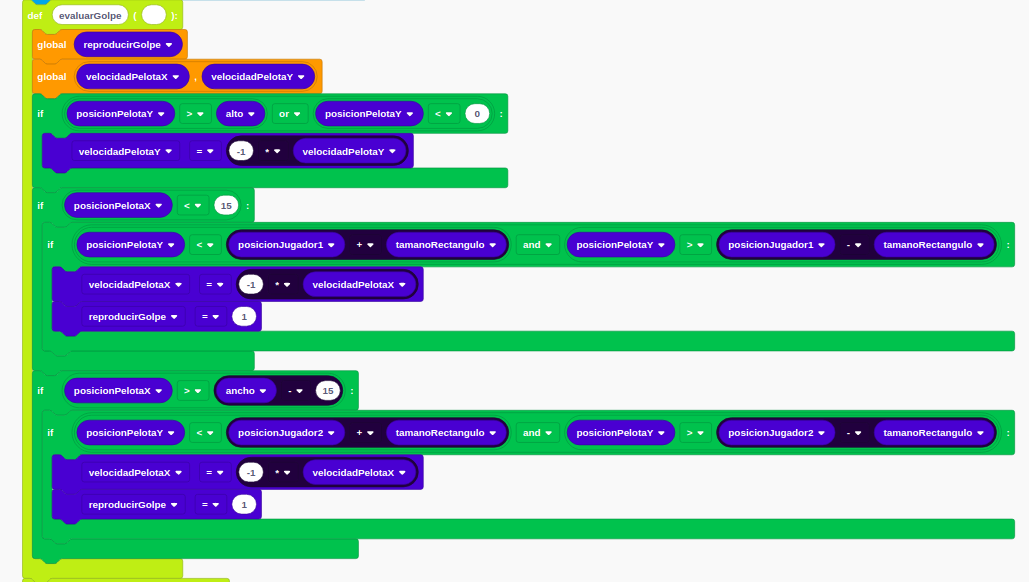 def evaluarGolpe ( ):
global reproducirGolpe
global velocidadPelotaX , velocidadPelotaY
if posicionPelotaY > alto or posicionPelotaY < 0 :
velocidadPelotaY = -1 * velocidadPelotaY
if posicionPelotaX < 15 :
if posicionPelotaY < posicionJugador1 + tamanoRectangulo and posicionPelotaY > posicionJugador1 - tamanoRectangulo :
velocidadPelotaX = -1 * velocidadPelotaX
reproducirGolpe = 1
if posicionPelotaX > ancho - 15 :
if posicionPelotaY < posicionJugador2 + tamanoRectangulo and posicionPelotaY > posicionJugador2 - tamanoRectangulo :
velocidadPelotaX = -1 * velocidadPelotaX
reproducirGolpe = 1